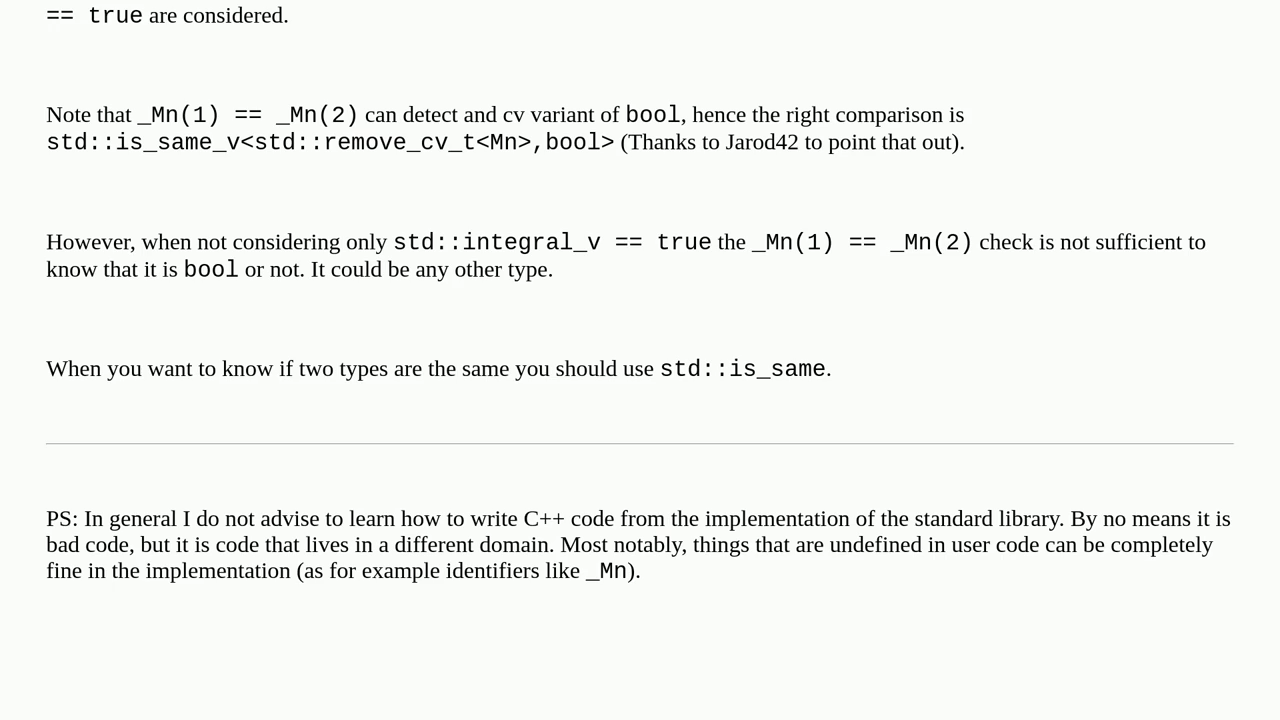 == true are considered.
Note that _Mn(1) == _Mn(2) can detect and cv variant of bool, hence the right comparison is
std::is_same_v<std::remove_cv_t<Mn>,bool> (Thanks to Jarod42 to point that out).
However, when not considering only std::integral_v == true the _Mn(1) == _Mn(2) check is not sufficient to
know that it is bool or not. It could be any other type.
When you want to know if two types are the same you should use std::is_same.
PS: In general I do not advise to learn how to write C++ code from the implementation of the standard library. By no means it is
bad code, but it is code that lives in a different domain. Most notably, things that are undefined in user code can be completely
fine in the implementation (as for example identifiers like _Mn).